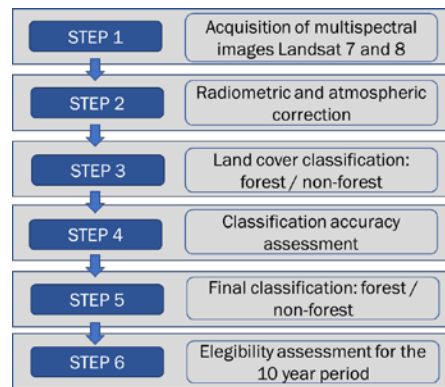 STEP 1
Acquisition of multispectral
images Landsat 7 and 8
STEP 2
Radiometric and atmospheric
correction
STEP 3
Land cover classification:
forest / non-forest
STEP 4
Classification accuracy
assessment
STEP 5
Final classification: forest /
non-forest
STEP 6
Elegibility assessment for the
10 year period